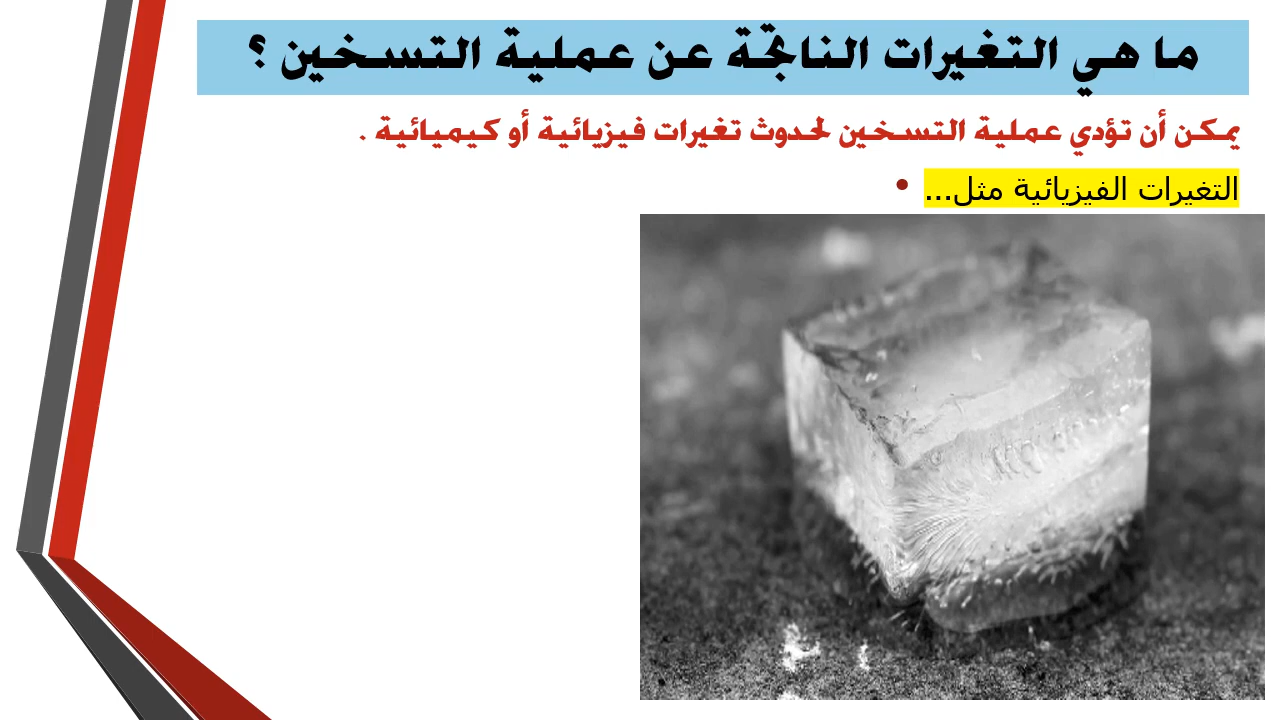 ما هي التغيرات الناتجة عن عملية التسخين ؟
يمكن أن تؤدي عملية التسخين لحدوث تغيرات فيزيائية أو كيميائية .
• التغيرات الفيزيائية مثل...